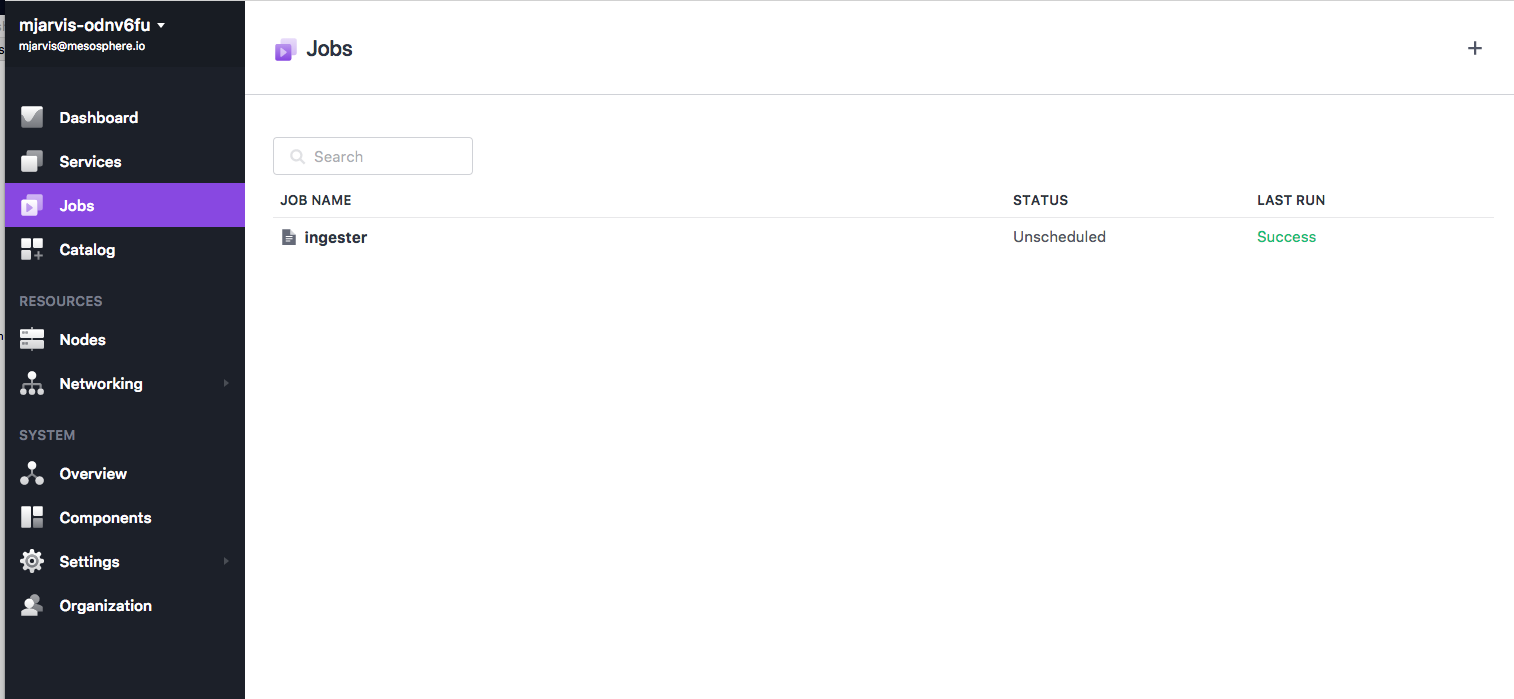 mjarvis-odnv6fu
mjarvis@mesosphere.io
Dashboard
Services
Jobs
Catalog
RESOURCES
Nodes
Networking
SYSTEM
Overview
Components
Settings
Organization
Jobs
+
Search
JOB NAME STATUS LAST RUN
ingester Unscheduled Success